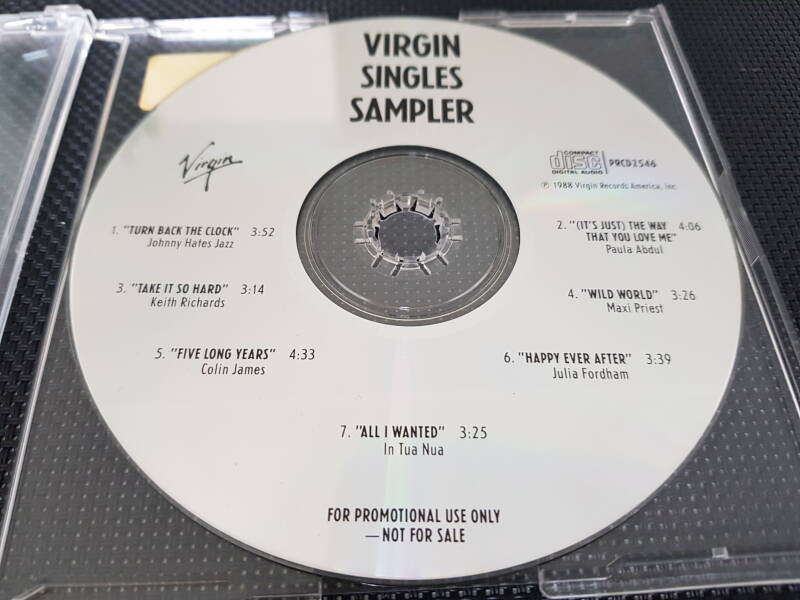 VIRGIN
SINGLES
SAMPLER
Virgin
COMPACT
disc
DIGITAL AUDIO
PRCD2546
℗ 1988 Virgin Records America, Inc.
1. "TURN BACK THE CLOCK" 3:52
Johnny Hates Jazz
2. "(IT'S JUST) THE WAY 4:06
THAT YOU LOVE ME"
Paula Abdul
3. "TAKE IT SO HARD" 3:14
Keith Richards
4. "WILD WORLD" 3:26
Maxi Priest
5. "FIVE LONG YEARS" 4:33
Colin James
6. "HAPPY EVER AFTER" 3:39
Julia Fordham
7. "ALL I WANTED" 3:25
In Tua Nua
FOR PROMOTIONAL USE ONLY
—NOT FOR SALE